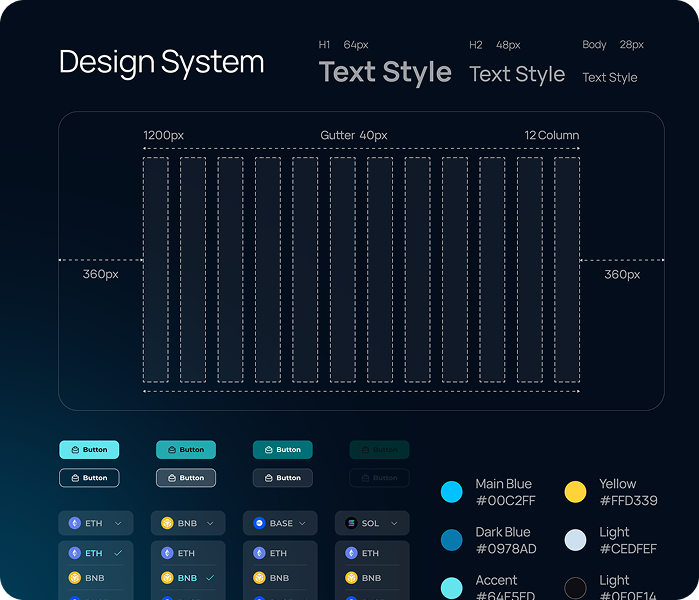 Design System
H1 64px
Text Style
H2 48px
Text Style
Body 28px
Text Style
1200px Gutter 40px 12 Column
360px 360px
Button Button Button Button
Button Button Button Button
ETH BNB BASE SOL
ETH ETH ETH ETH
BNB BNB BNB BNB
Main Blue
#00C2FF
Yellow
#FFD339
Dark Blue
#0978AD
Light
#CEDFEF
Accent
#64F5FD
Light
#0F0F14